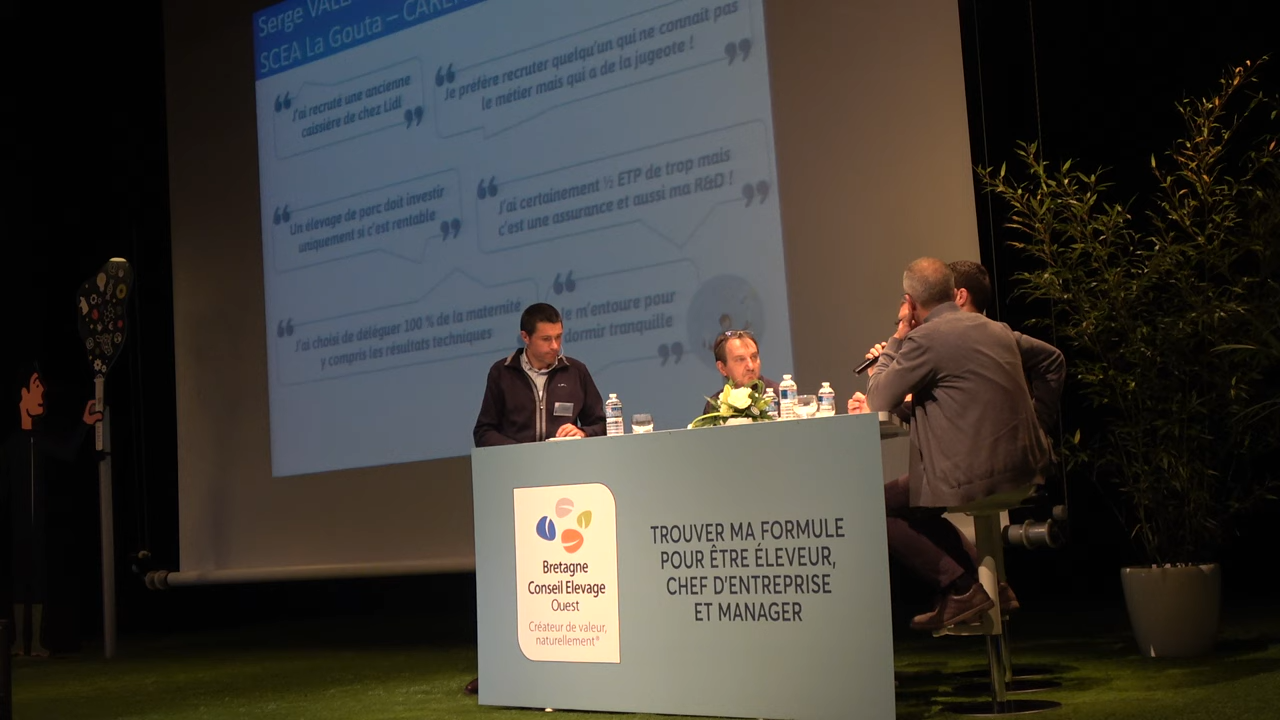 Serge
SCEA La Gouta –
J'ai recruté une ancienne
caissière de chez Lidl
Je préfère recruter quelqu'un qui ne connait pas
le métier mais qui a de la jugeote !
Un élevage de porc doit investir
uniquement si c'est rentable
J'ai certainement ½ ETP de trop mais
c'est une assurance et aussi ma R&D !
J'ai choisi de déléguer 100 % de la maternité
y compris les résultats techniques
Je m'entoure pour
dormir tranquille
Bretagne
Conseil Elevage
Ouest
Créateur de valeur,
naturellement®
TROUVER MA FORMULE
POUR ÊTRE ÉLEVEUR,
CHEF D'ENTREPRISE
ET MANAGER